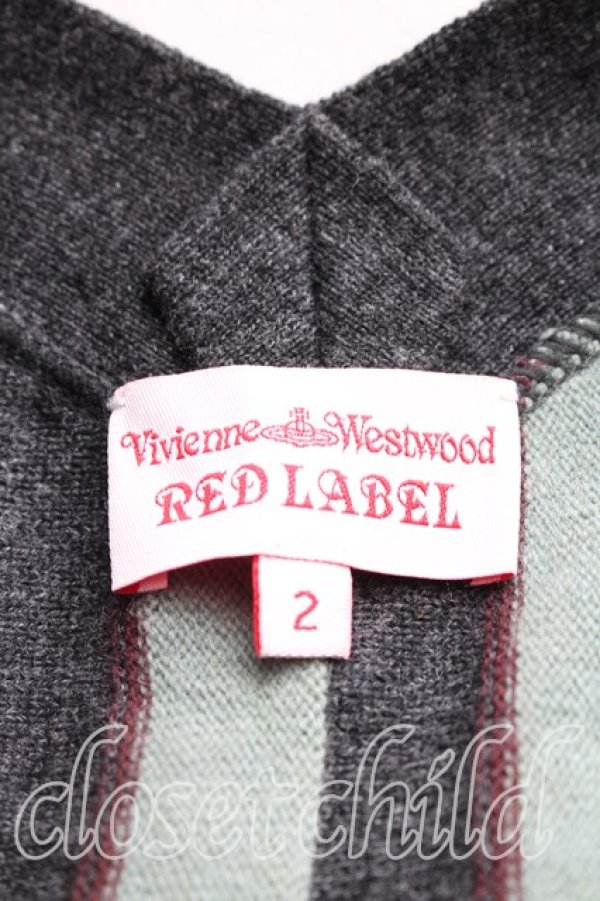 Vivienne Westwood
RED LABEL
2
closetchild